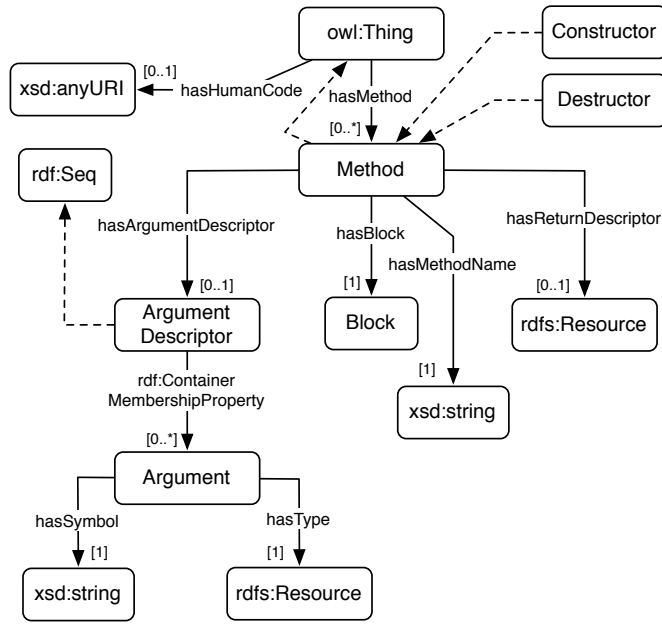 owl:Thing
Constructor
[0..1]
xsd:anyURI
hasHumanCode
hasMethod
Destructor
[0..*]
rdf:Seq
Method
hasArgumentDescriptor
hasBlock
hasReturnDescriptor
hasMethodName
[0..1]
[1]
[0..1]
Argument
Descriptor
Block
rdfs:Resource
rdf:Container
MembershipProperty
[1]
xsd:string
[0..*]
Argument
hasSymbol
hasType
[1]
[1]
xsd:string
rdfs:Resource